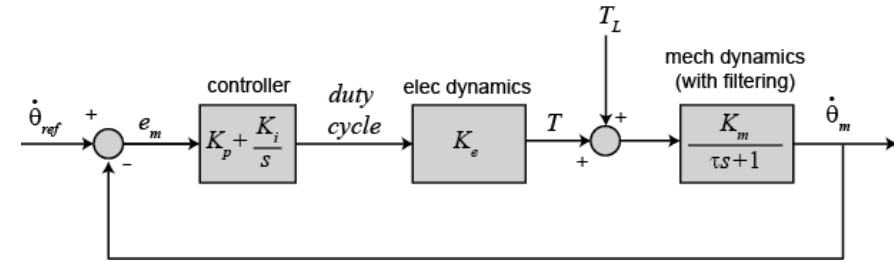 T_L
mech dynamics
(with filtering)
controller
duty
cycle
elec dynamics
θ̇_ref
+
−
e_m
K_p + K_i/s
K_e
T
+
+
K_m/(τs+1)
θ̇_m